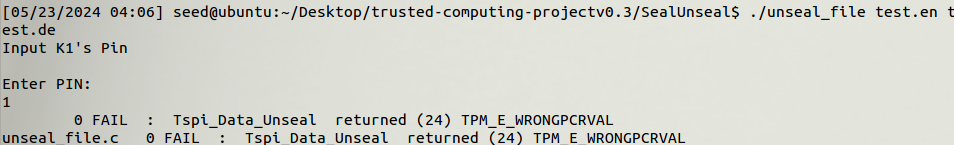 [05/23/2024 04:06] seed@ubuntu:~/Desktop/trusted-computing-projectv0.3/SealUnseal$ ./unseal_file test.en t
est.de
Input K1's Pin
Enter PIN:
1
0 FAIL : Tspi_Data_Unseal returned (24) TPM_E_WRONGPCRVAL
unseal_file.c 0 FAIL : Tspi_Data_Unseal returned (24) TPM_E_WRONGPCRVAL